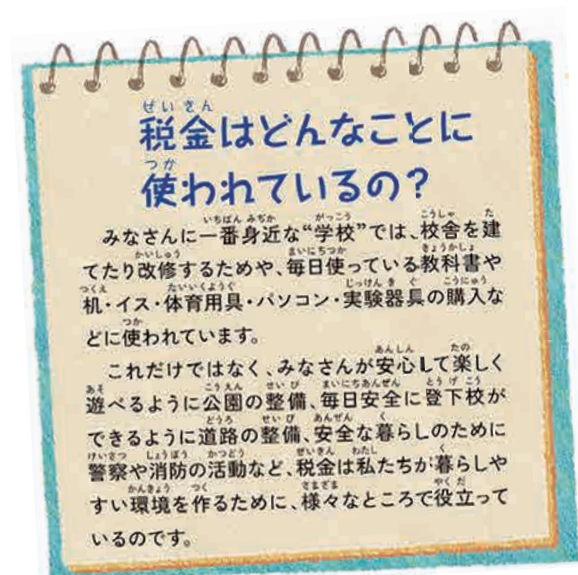 税金はどんなことに
使われているの？
みなさんに一番身近な“学校”では、校舎を建
てたり改修するためや、毎日使っている教科書や
机・イス・体育用具・パソコン・実験器具の購入な
どに使われています。
これだけではなく、みなさんが安心して楽しく
遊べるように公園の整備、毎日安全に登下校が
できるように道路の整備、安全な暮らしのために
警察や消防の活動など、税金は私たちが暮らしや
すい環境を作るために、様々なところで役立って
いるのです。